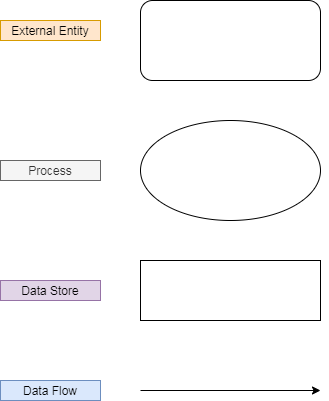 External Entity
Process
Data Store
Data Flow